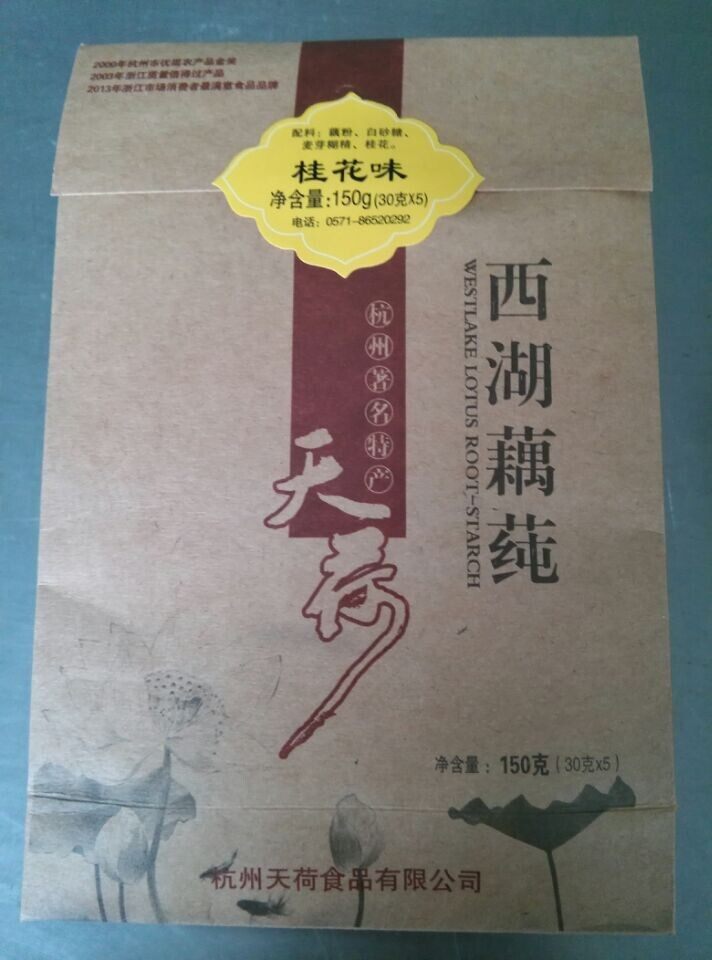 2000年杭州市优质农产品金奖
2003年浙江质量值得过产品
2013年浙江市场消费者最满意食品品牌
配料：藕粉、白砂糖、
麦芽糊精、桂花。
桂花味
净含量:150g(30克X5)
电话：0571-86520292
西湖藕莼
WESTLAKE LOTUS ROOT-STARCH
杭州著名特产
天荷
净含量：150克（30克x5）
杭州天荷食品有限公司